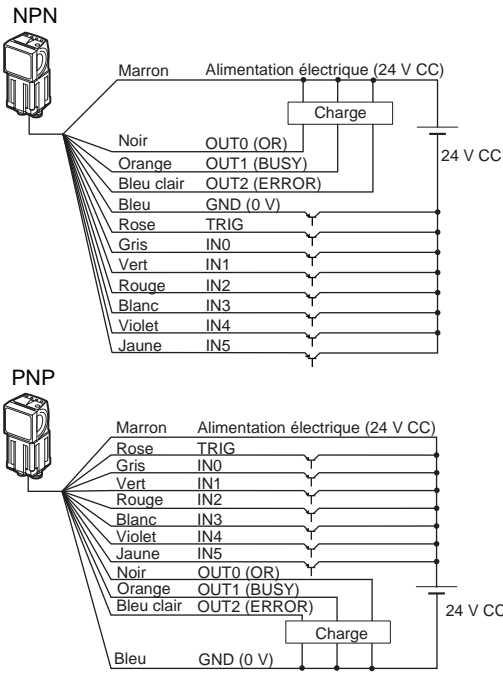 NPN
Marron Alimentation électrique (24 V CC)
Charge
Noir OUT0 (OR)
24 V CC
Orange OUT1 (BUSY)
Bleu clair OUT2 (ERROR)
Bleu GND (0 V)
Rose TRIG
Gris IN0
Vert IN1
Rouge IN2
Blanc IN3
Violet IN4
Jaune IN5
PNP
Marron Alimentation électrique (24 V CC)
Rose TRIG
Gris IN0
Vert IN1
Rouge IN2
Blanc IN3
Violet IN4
Jaune IN5
Noir OUT0 (OR)
Orange OUT1 (BUSY)
Bleu clair OUT2 (ERROR)
24 V CC
Charge
Bleu GND (0 V)